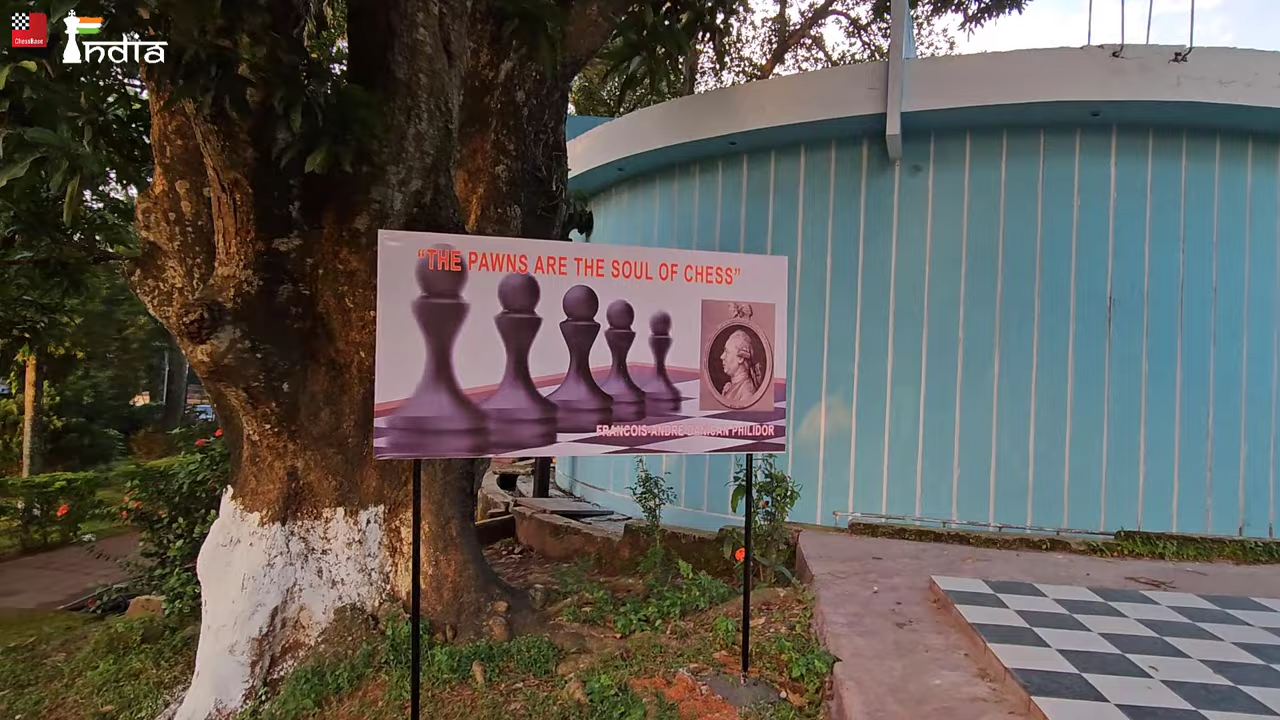 ChessBase
India
“THE PAWNS ARE THE SOUL OF CHESS”
FRANCOIS-ANDRE DANICAN PHILIDOR